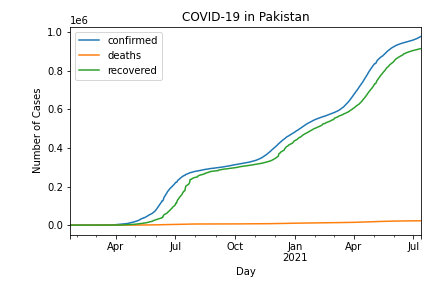 COVID-19 in Pakistan
1e6
1.0
0.8
0.6
0.4
0.2
0.0
Number of Cases
confirmed
deaths
recovered
Apr Jul Oct Jan Apr Jul
2021
Day